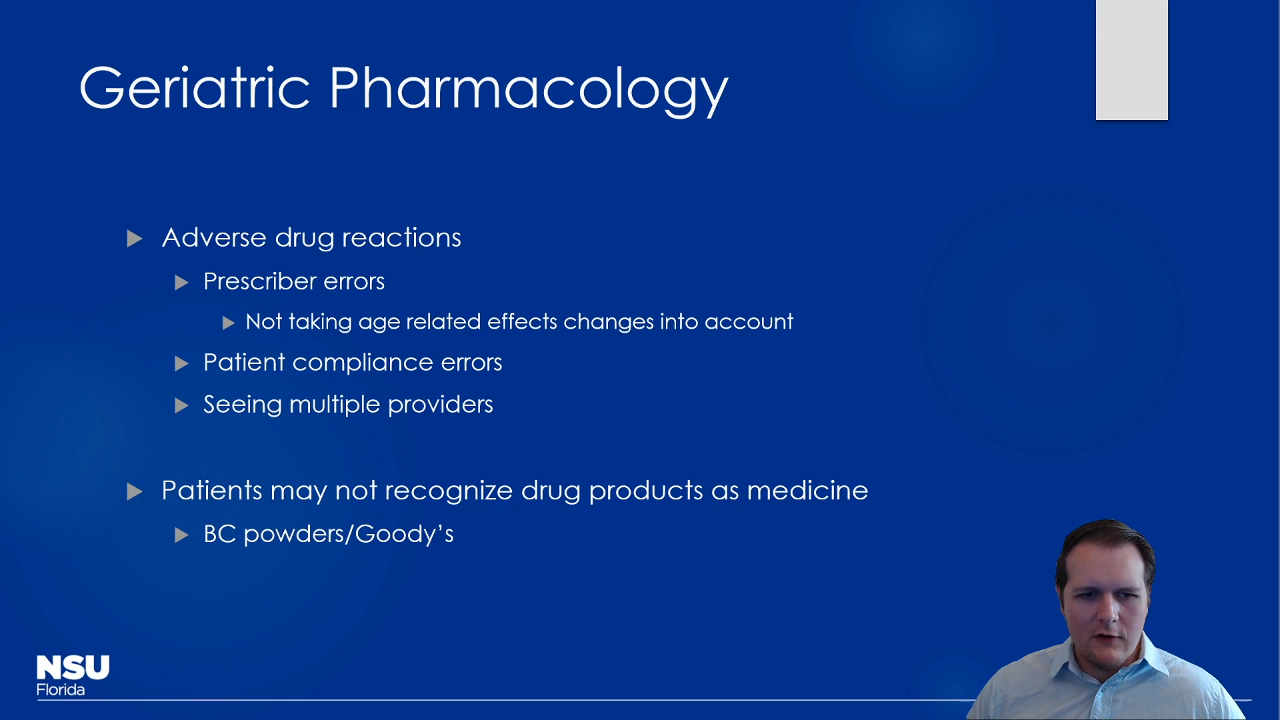 Geriatric Pharmacology
Adverse drug reactions
Prescriber errors
Not taking age related effects changes into account
Patient compliance errors
Seeing multiple providers
Patients may not recognize drug products as medicine
BC powders/Goody’s
NSU
Florida